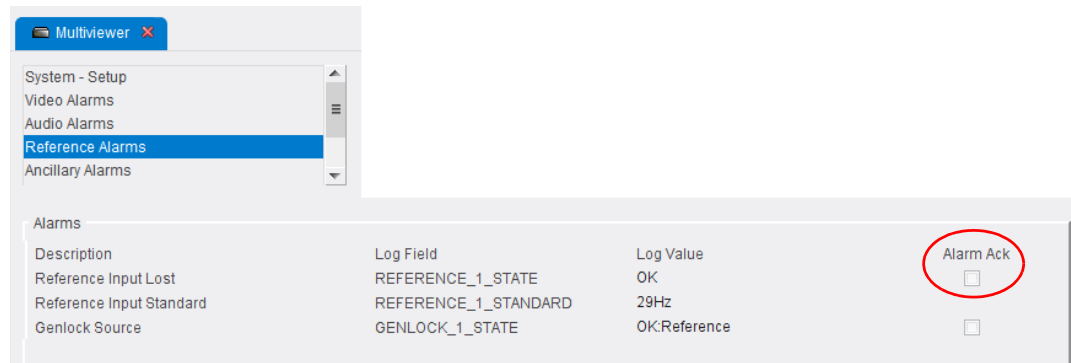 Multiviewer
System - Setup
Video Alarms
Audio Alarms
Reference Alarms
Ancillary Alarms
Alarms
Description Log Field Log Value Alarm Ack
Reference Input Lost REFERENCE_1_STATE OK
Reference Input Standard REFERENCE_1_STANDARD 29Hz
Genlock Source GENLOCK_1_STATE OK:Reference